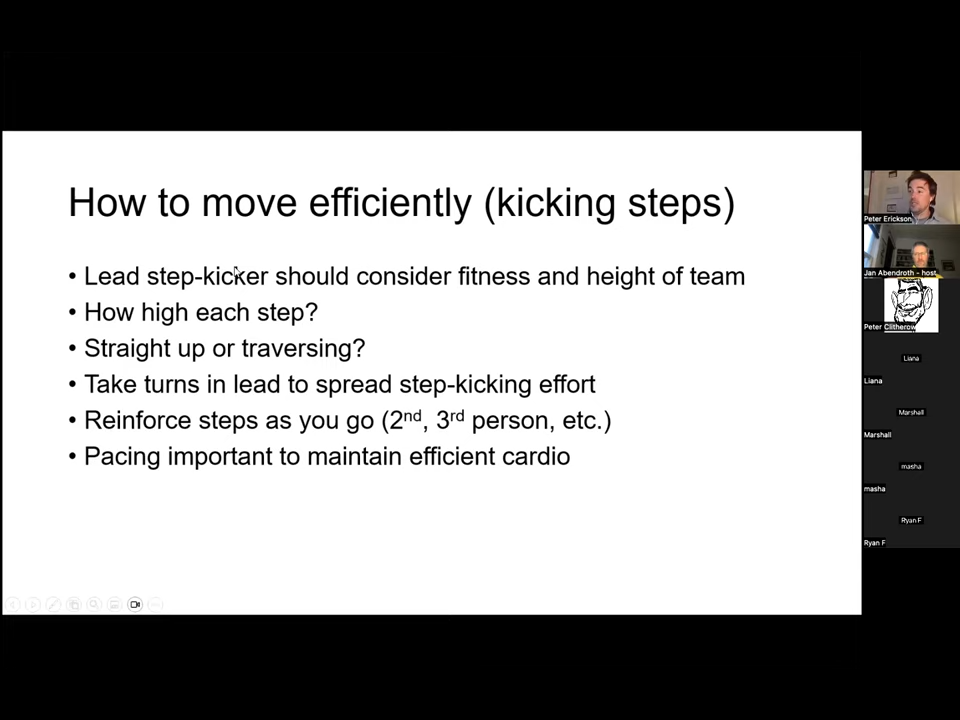 How to move efficiently (kicking steps)
• Lead step-kicker should consider fitness and height of team
• How high each step?
• Straight up or traversing?
• Take turns in lead to spread step-kicking effort
• Reinforce steps as you go (2nd, 3rd person, etc.)
• Pacing important to maintain efficient cardio
Peter Erickson
Jan Abendroth - host
Peter Clitherow
Liana
Liana
Marshall
Marshall
masha
masha
Ryan F
Ryan F